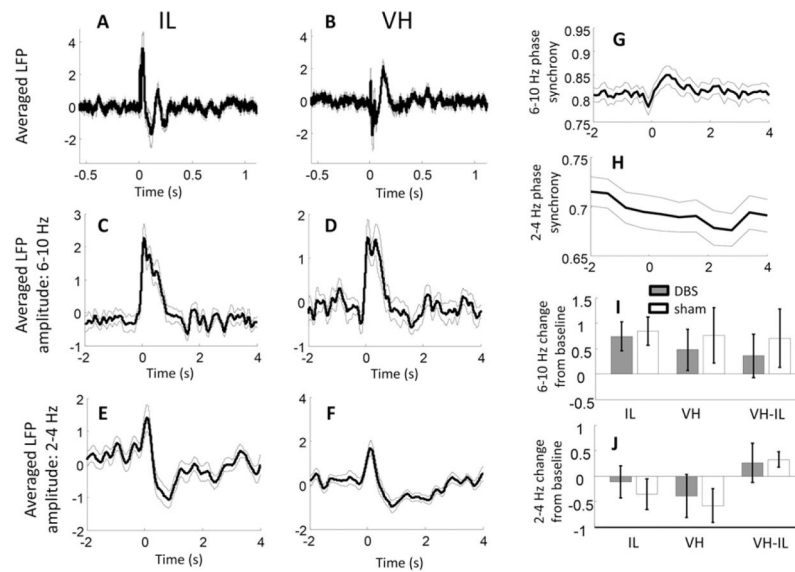 A IL
B VH
Averaged LFP
4
2
0
-2
-0.5 0 0.5 1
Time (s)
4
2
0
-2
-0.5 0 0.5 1
Time (s)
C
Averaged LFP
amplitude: 6-10 Hz
3
2
1
0
-1
-2 0 2 4
Time (s)
D
2
1
0
-1
-2 0 2 4
Time (s)
E
Averaged LFP
amplitude: 2-4 Hz
2
1
0
-1
-2
-2 0 2 4
Time (s)
F
4
2
0
-2
-2 0 2 4
Time (s)
G
6-10 Hz phase
synchrony
0.95
0.9
0.85
0.8
0.75
-2 0 2 4
H
2-4 Hz phase
synchrony
0.75
0.7
0.65
-2 0 2 4
I
DBS
sham
6-10 Hz change
from baseline
1.5
1
0.5
0
-0.5
IL VH VH-IL
J
2-4 Hz change
from baseline
1
0.5
0
-0.5
-1
IL VH VH-IL